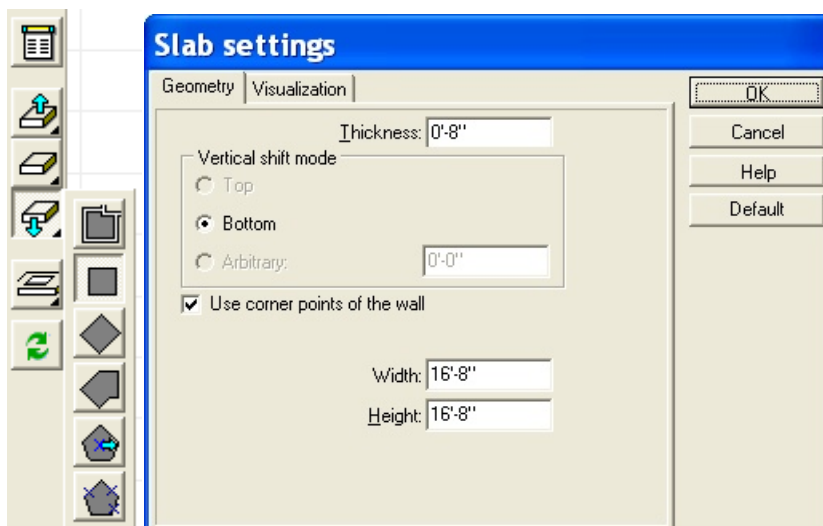 Slab settings
Geometry Visualization
OK
Thickness: 0'-8"
Cancel
Vertical shift mode
Help
Top
Default
Bottom
Arbitrary: 0'-0"
Use corner points of the wall
Width: 16'-8"
Height: 16'-8"